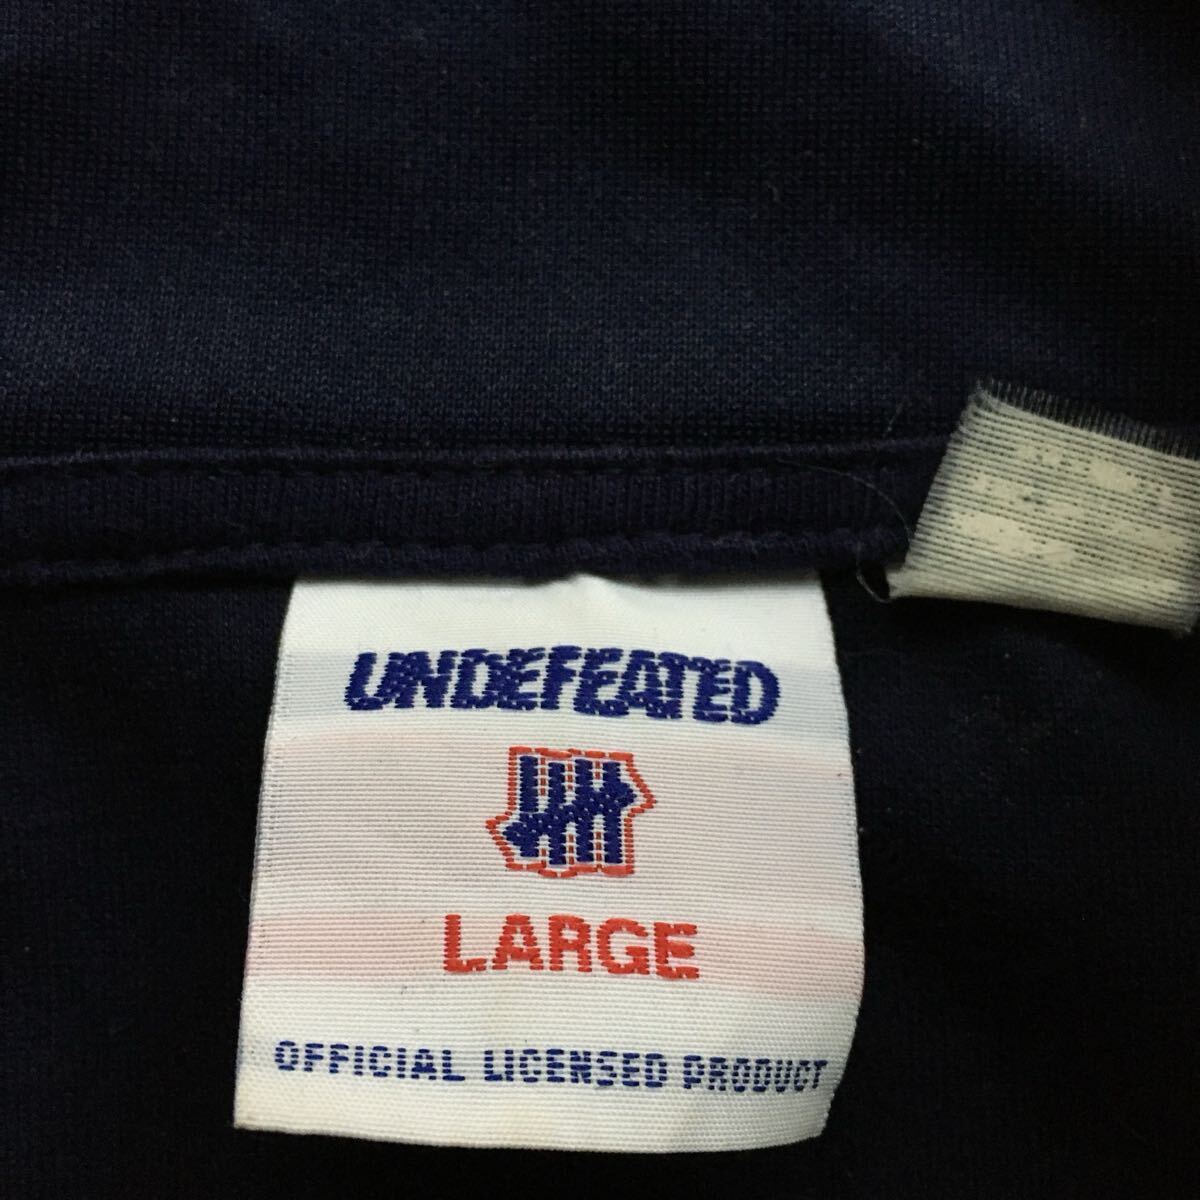 UNDEFEATED
LARGE
OFFICIAL LICENSED PRODUCT